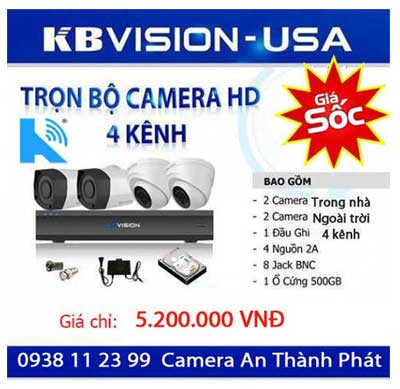 KBVISION - USA
TRỌN BỘ CAMERA HD
4 KÊNH
Giá
Sốc
BAO GỒM
- 2 Camera Trong nhà
- 2 Camera Ngoài trời
- 1 Đầu Ghi 4 kênh
- 4 Nguồn 2A
- 8 Jack BNC
- 1 Ổ Cứng 500GB
KBVISION
Giá chỉ: 5.200.000 VNĐ
0938 11 23 99 Camera An Thành Phát